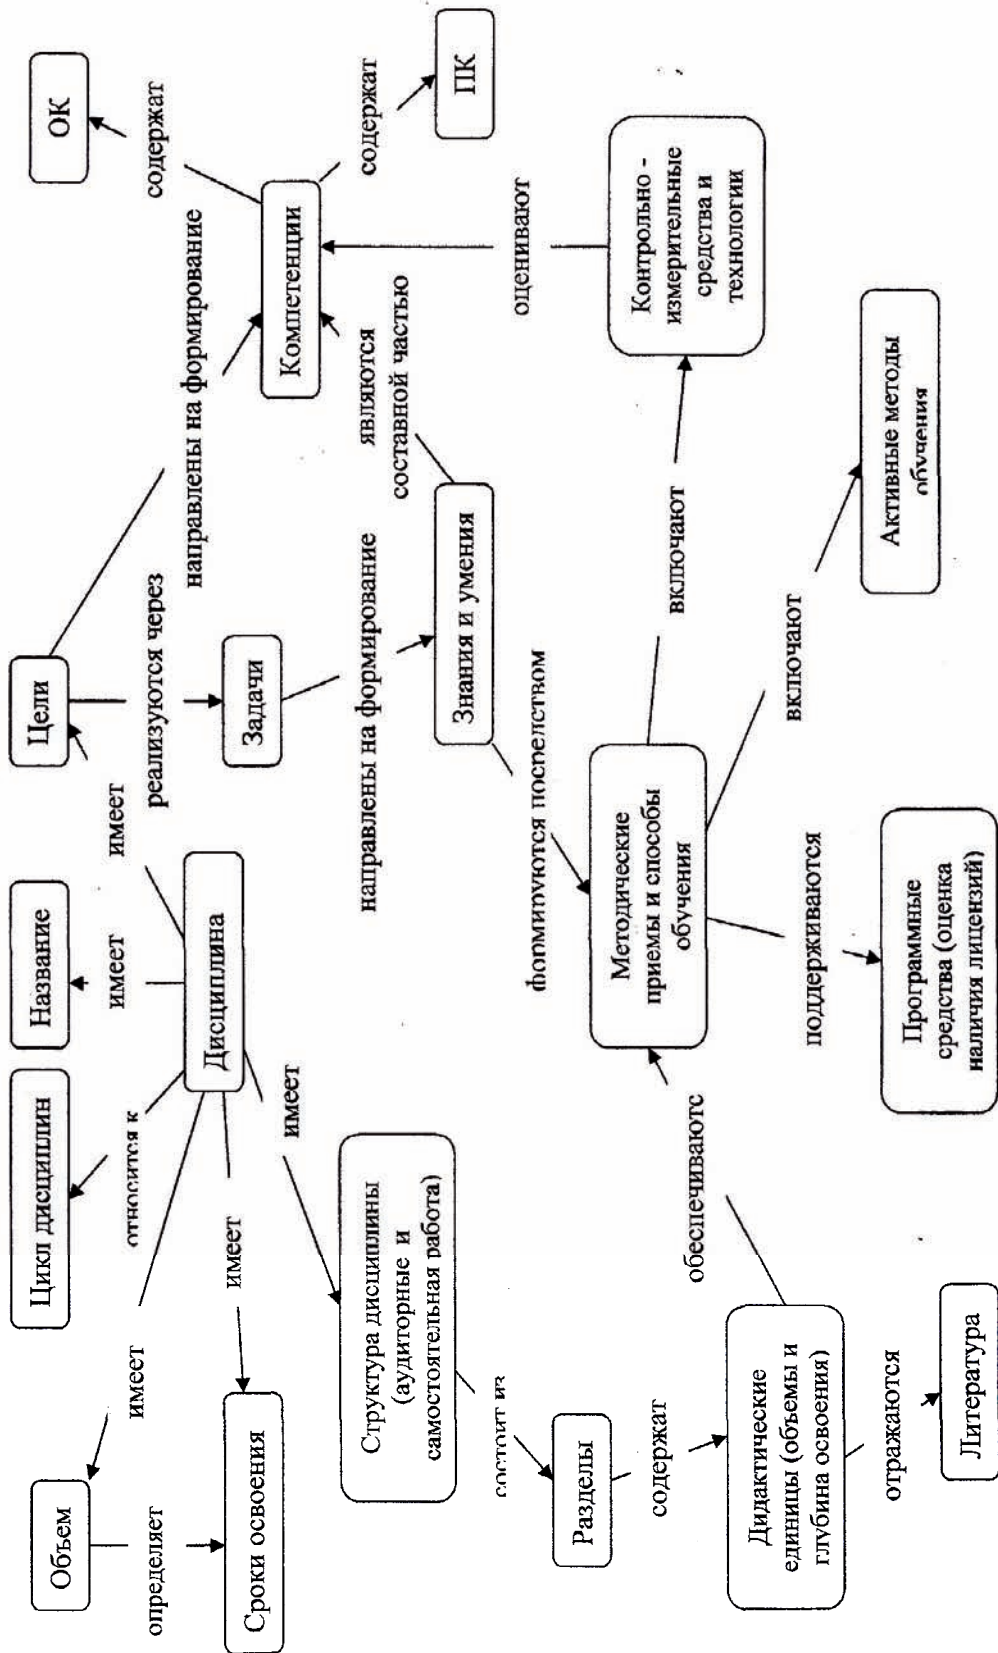 Объем
Цикл дисциплин
Название
Цели
ОК
определяет
имеет
относится к
имеет
имеет
реализуются через
направлены на формирование
содержат
Сроки освоения
имеет
Дисциплина
Задачи
Компетенции
имеет
направлены на формирование
являются
составной частью
содержат
Структура дисциплины
(аудиторные и
самостоятельная работа)
Знания и умения
ПК
состоит из
формируются посредством
оценивают
Разделы
Методические
приемы и способы
обучения
Контрольно -
измерительные
средства и
технологии
содержат
обеспечиваютс
включают
Дидактические
единицы (объемы и
глубина освоения)
поддерживаются
включают
отражаются
Программные
средства (оценка
наличия лицензий)
Активные методы
обучения
Литература